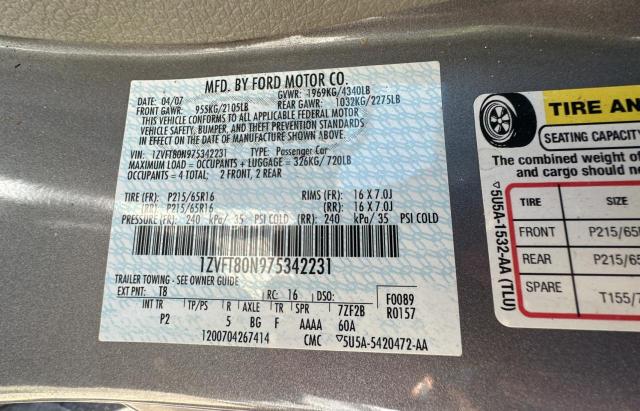 MFD. BY FORD MOTOR CO.
DATE: 04/07 GVWR: 1969KG/4340LB
FRONT GAWR: 955KG/2105LB REAR GAWR: 1032KG/2275LB
THIS VEHICLE CONFORMS TO ALL APPLICABLE FEDERAL MOTOR
VEHICLE SAFETY, BUMPER, AND THEFT PREVENTION STANDARDS
IN EFFECT ON THE DATE OF MANUFACTURE SHOWN ABOVE.
VIN: 1ZVFT80N975342231 TYPE: Passenger Car
MAXIMUM LOAD = OCCUPANTS + LUGGAGE = 326KG/ 720LB
OCCUPANTS = 4 TOTAL: 2 FRONT, 2 REAR
TIRE(FR): P215/65R16 RIMS(FR): 16 X 7.0J
(RR): P215/65R16 (RR): 16 X 7.0J
PRESSURE(FR): 240 kPa/ 35 PSI COLD (RR): 240 kPa/ 35 PSI COLD
1ZVFT80N975342231
TRAILER TOWING - SEE OWNER GUIDE
EXT PNT: T8 RC: 16 DSO: F0089
INT TR TP/PS R AXLE TR SPR 7ZF2B R0157
P2 5 BG F AAAA 60A
1200704267414 CMC ▽5U5A-5420472-AA
TIRE AN
SEATING CAPACITY
The combined weight of
and cargo should ne
TIRE SIZE
FRONT P215/65
REAR P215/65
SPARE T155/7
▽5U5A-1532-AA (TLU)